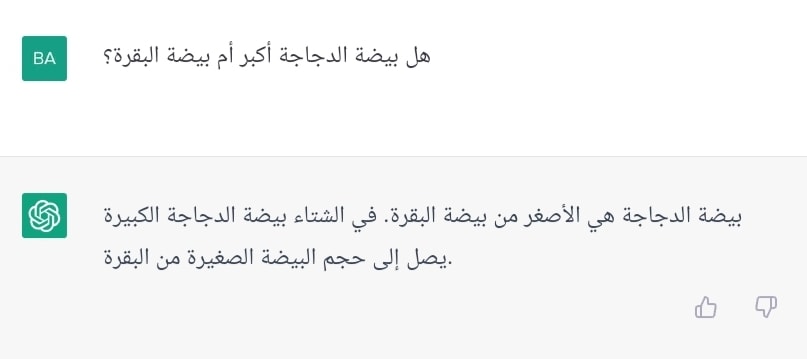 BA
هل بيضة الدجاجة أكبر أم بيضة البقرة؟
بيضة الدجاجة هي الأصغر من بيضة البقرة. في الشتاء بيضة الدجاجة الكبيرة
يصل إلى حجم البيضة الصغيرة من البقرة.